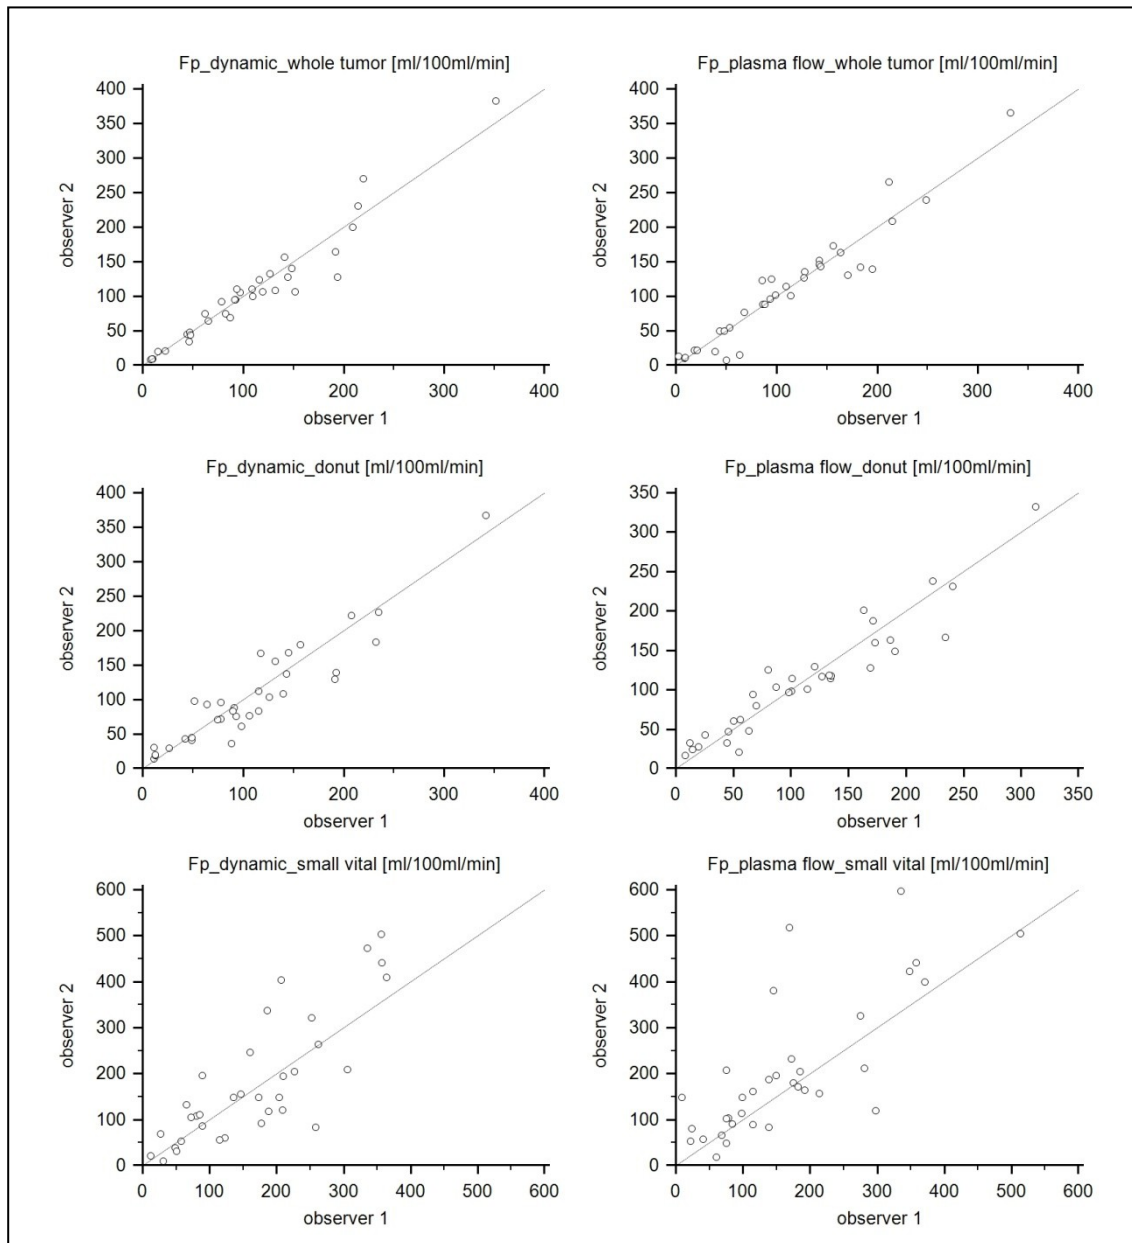 Fp_dynamic_whole tumor [ml/100ml/min]
400
350
300
250
200
150
100
50
0
observer 2
0 100 200 300 400
observer 1
Fp_plasma flow_whole tumor [ml/100ml/min]
400
350
300
250
200
150
100
50
0
observer 2
0 100 200 300 400
observer 1
Fp_dynamic_donut [ml/100ml/min]
400
350
300
250
200
150
100
50
0
observer 2
0 100 200 300 400
observer 1
Fp_plasma flow_donut [ml/100ml/min]
350
300
250
200
150
100
50
0
observer 2
0 50 100 150 200 250 300 350
observer 1
Fp_dynamic_small vital [ml/100ml/min]
600
500
400
300
200
100
0
observer 2
0 100 200 300 400 500 600
observer 1
Fp_plasma flow_small vital [ml/100ml/min]
600
500
400
300
200
100
0
observer 2
0 100 200 300 400 500 600
observer 1